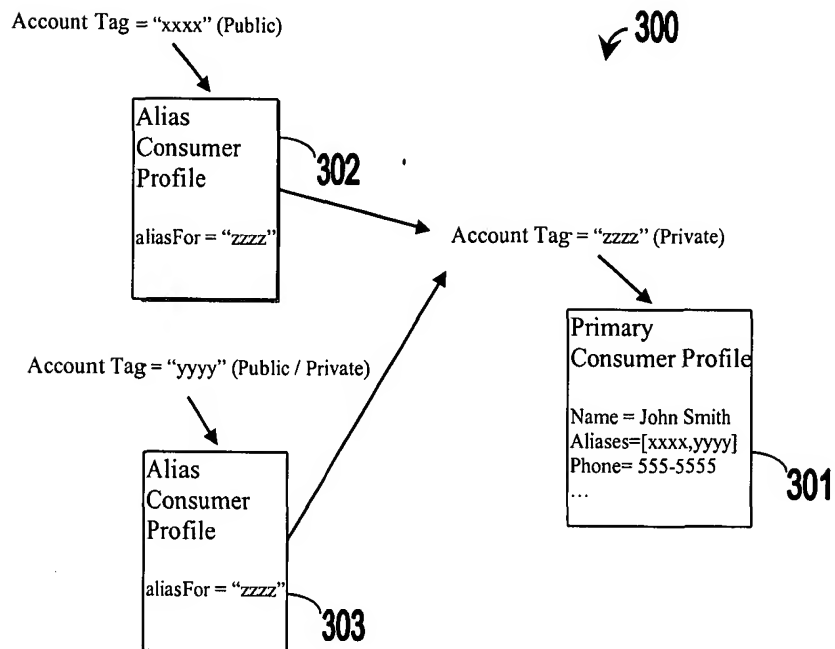 Account Tag = “xxxx” (Public)
300
Alias
Consumer
Profile
aliasFor = “zzzz”
302
Account Tag = “zzzz” (Private)
Primary
Consumer Profile
Name = John Smith
Aliases=[xxxx,yyyy]
Phone= 555-5555
...
301
Account Tag = “yyyy” (Public / Private)
Alias
Consumer
Profile
aliasFor = “zzzz”
303